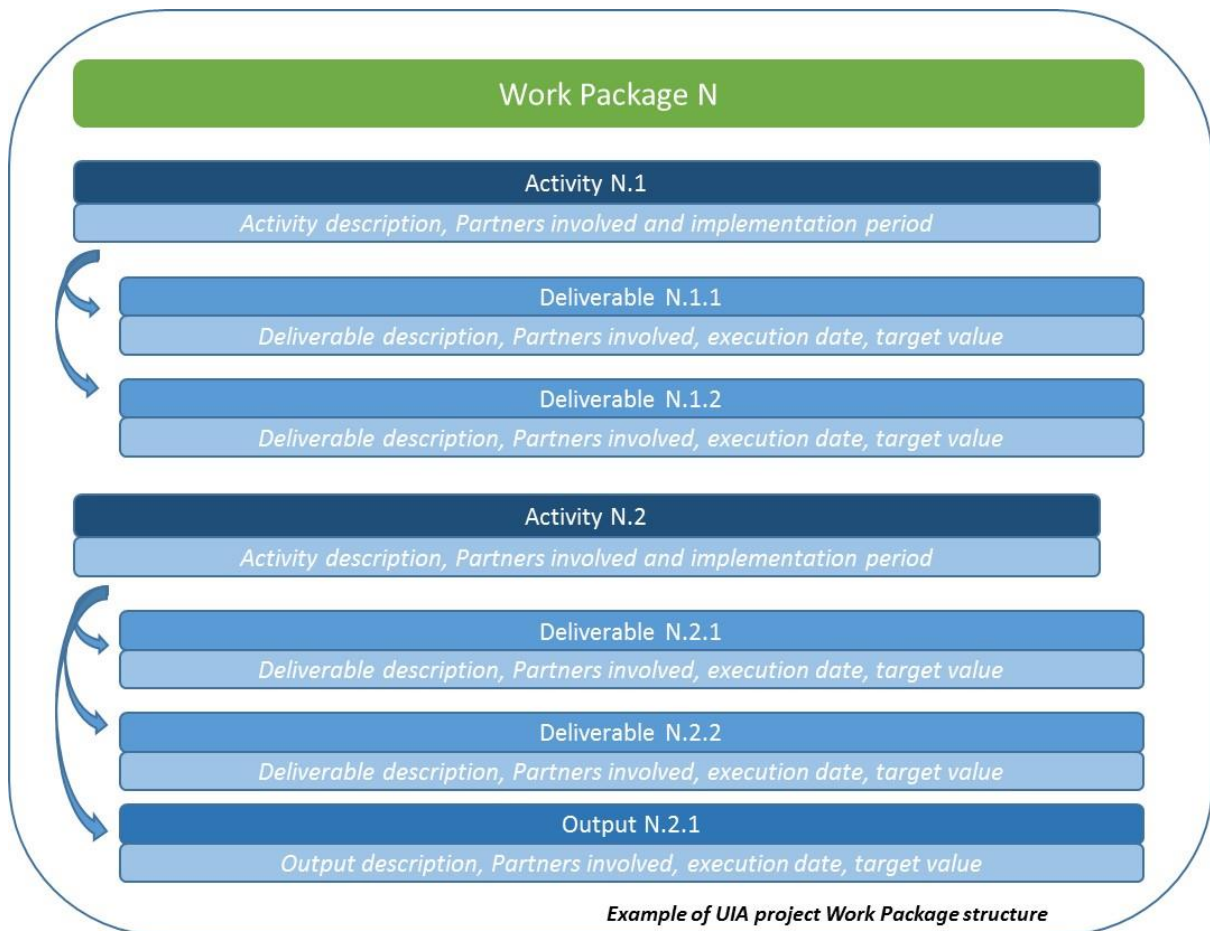 Work Package N
Activity N.1
Activity description, Partners involved and implementation period
Deliverable N.1.1
Deliverable description, Partners involved, execution date, target value
Deliverable N.1.2
Deliverable description, Partners involved, execution date, target value
Activity N.2
Activity description, Partners involved and implementation period
Deliverable N.2.1
Deliverable description, Partners involved, execution date, target value
Deliverable N.2.2
Deliverable description, Partners involved, execution date, target value
Output N.2.1
Output description, Partners involved, execution date, target value
Example of UIA project Work Package structure